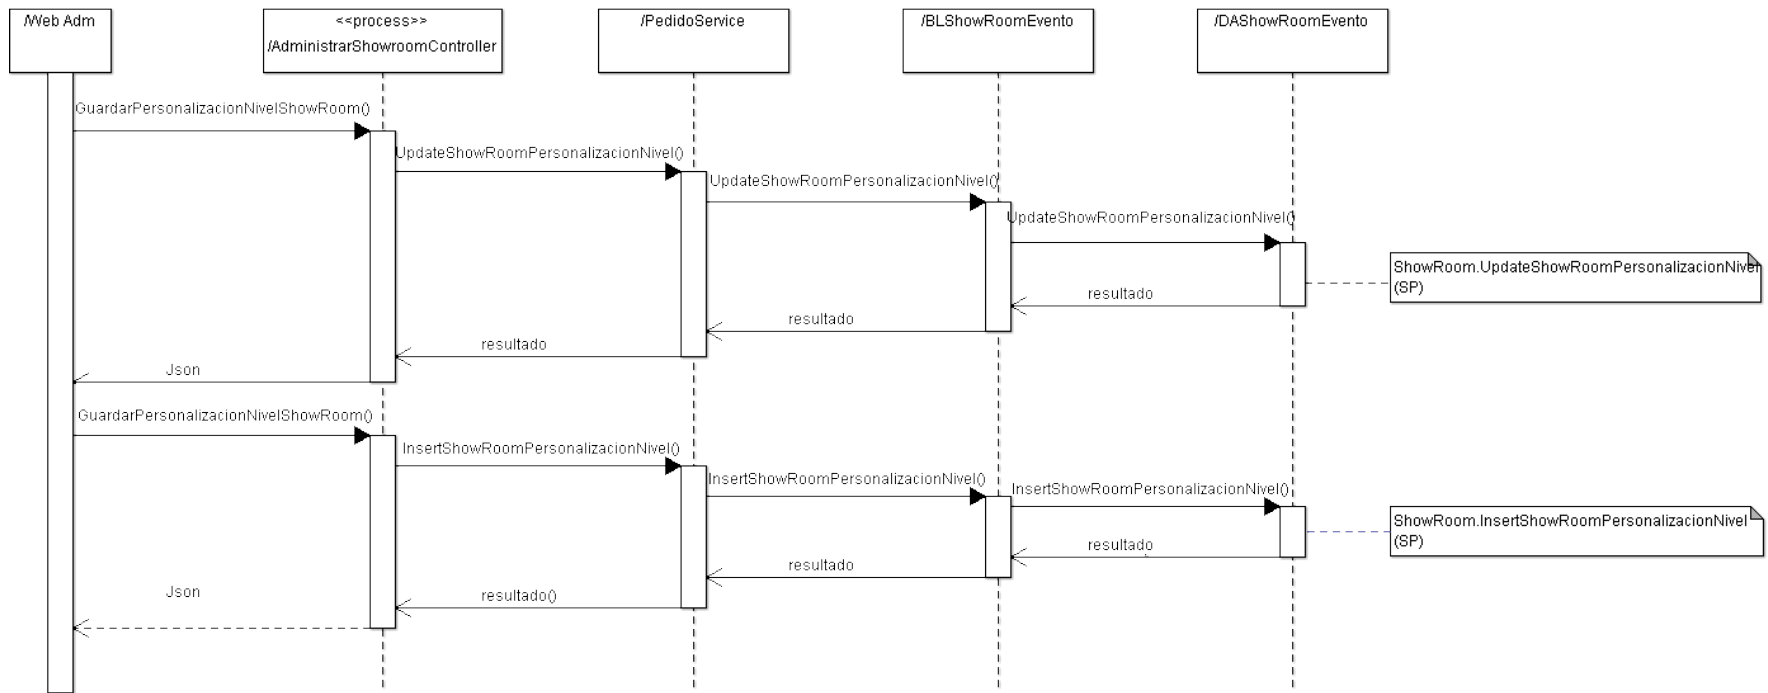 /Web Adm
<<process>>
/AdministrarShowroomController
/PedidoService
/BLShowRoomEvento
/DAShowRoomEvento
GuardarPersonalizacionNivelShowRoom()
UpdateShowRoomPersonalizacionNivel()
UpdateShowRoomPersonalizacionNivel()
UpdateShowRoomPersonalizacionNivel()
ShowRoom.UpdateShowRoomPersonalizacionNivel
(SP)
resultado
resultado
resultado
Json
GuardarPersonalizacionNivelShowRoom()
InsertShowRoomPersonalizacionNivel()
InsertShowRoomPersonalizacionNivel()
InsertShowRoomPersonalizacionNivel()
ShowRoom.InsertShowRoomPersonalizacionNivel
(SP)
resultado
resultado
resultado()
Json